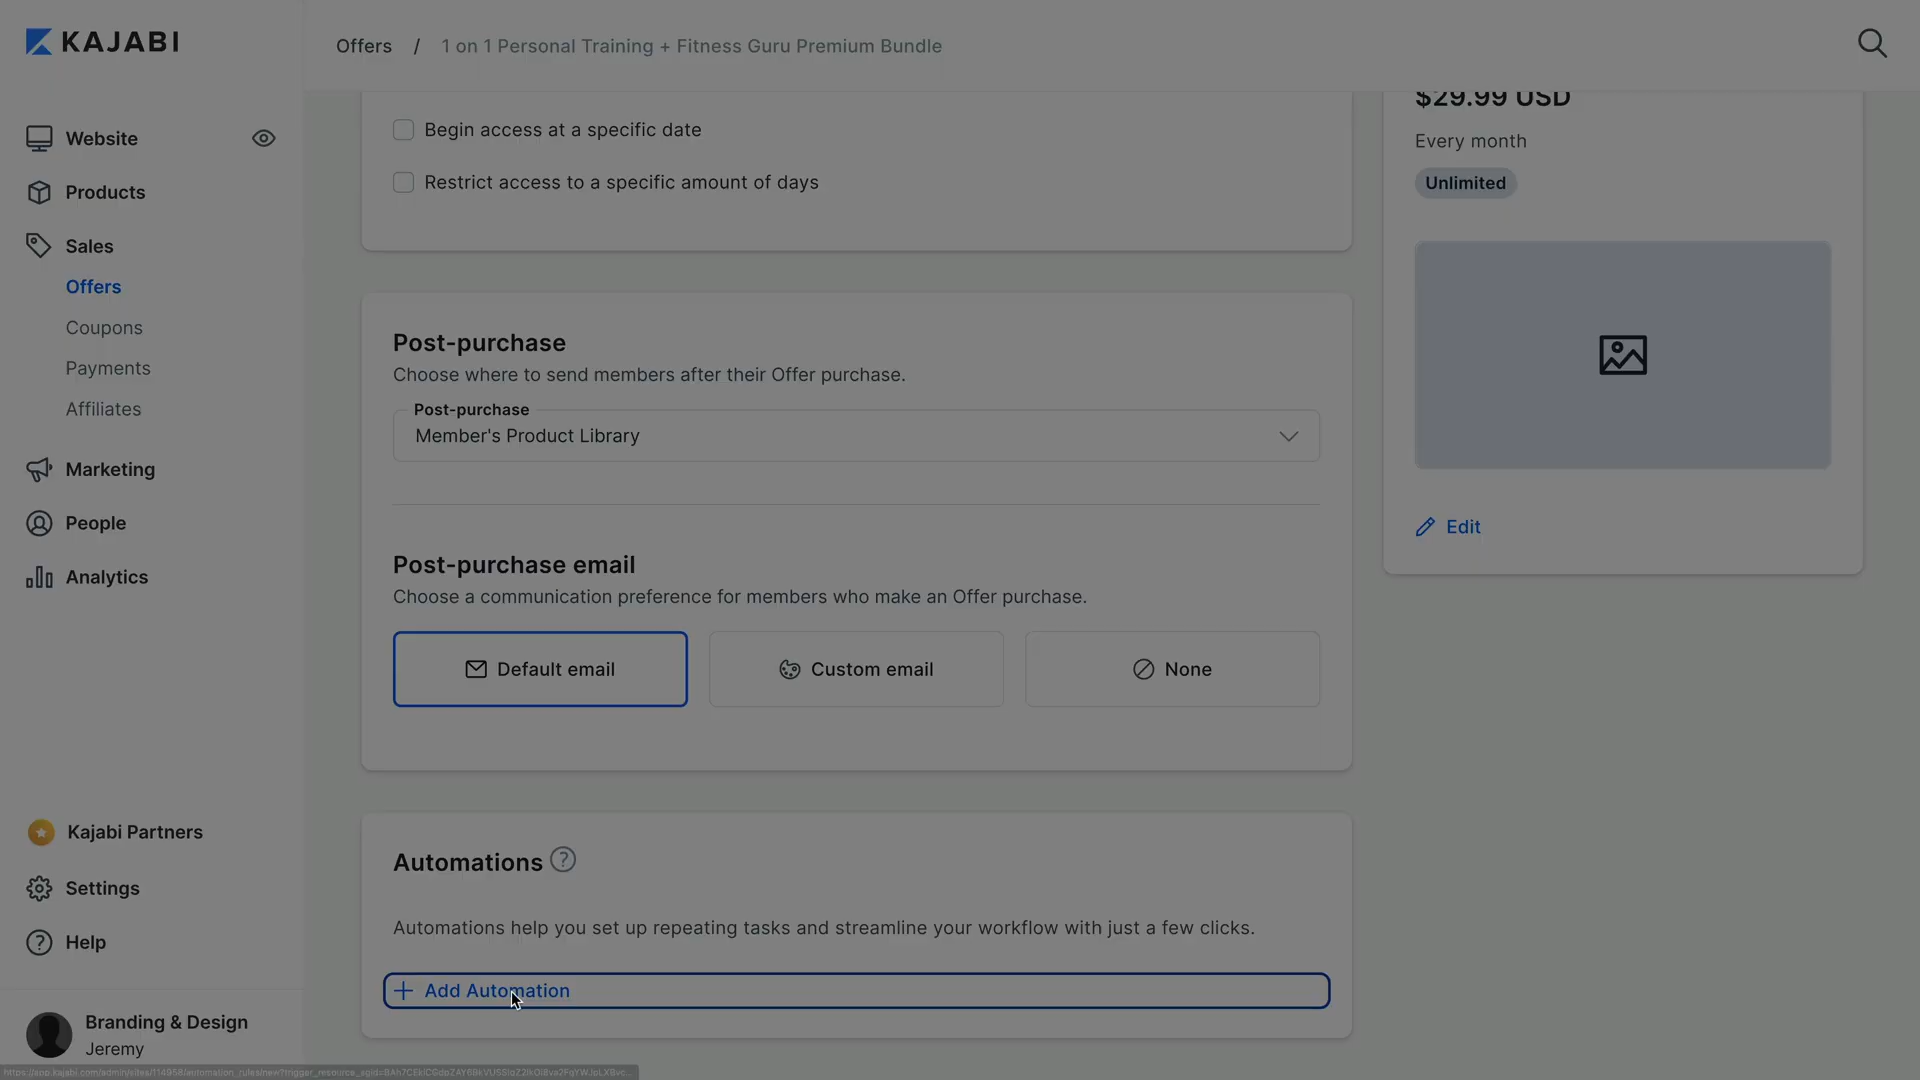 KAJABI
Offers / 1 on 1 Personal Training + Fitness Guru Premium Bundle
Website
Products
Sales
Offers
Coupons
Payments
Affiliates
Marketing
People
Analytics
Kajabi Partners
Settings
Help
Branding & Design
Jeremy
Begin access at a specific date
Restrict access to a specific amount of days
Post-purchase
Choose where to send members after their Offer purchase.
Post-purchase
Member's Product Library
Post-purchase email
Choose a communication preference for members who make an Offer purchase.
Default email
Custom email
None
Automations
Automations help you set up repeating tasks and streamline your workflow with just a few clicks.
Add Automation
$29.99 USD
Every month
Unlimited
Edit